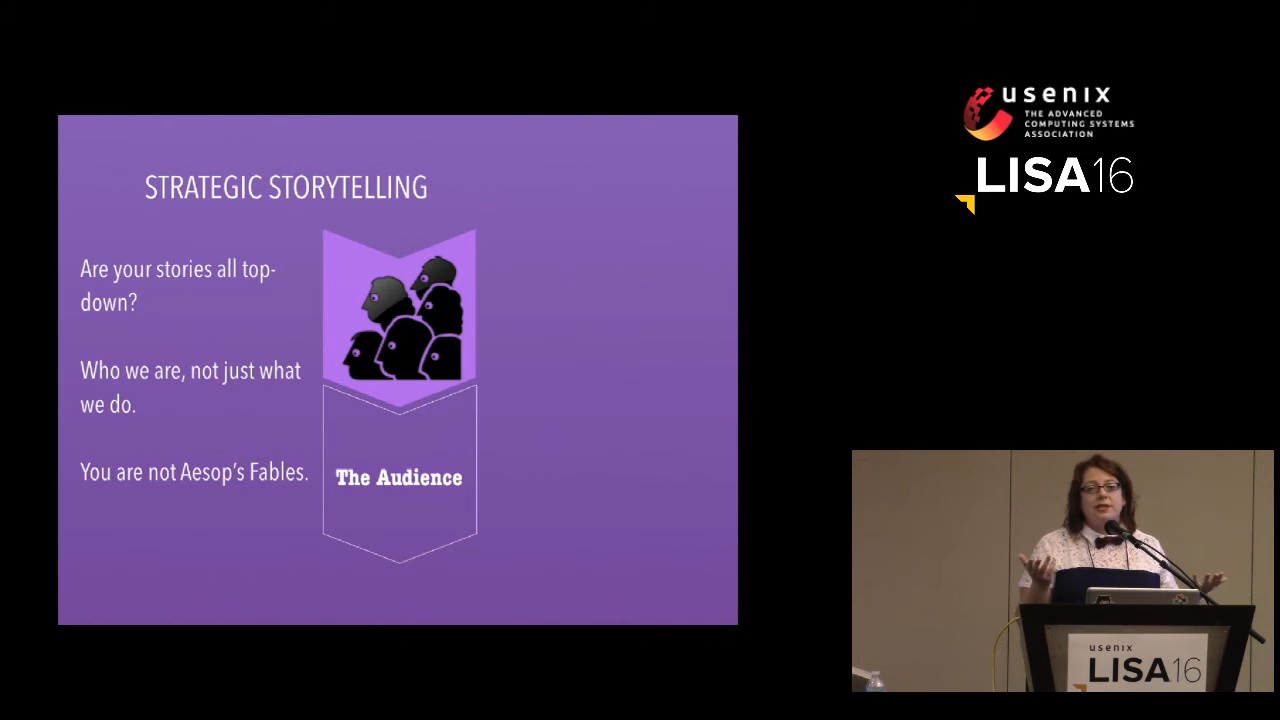 usenix
THE ADVANCED
COMPUTING SYSTEMS
ASSOCIATION
LISA16
STRATEGIC STORYTELLING
Are your stories all top-
down?
Who we are, not just what
we do.
You are not Aesop's Fables.
The Audience
usenix
LISA16